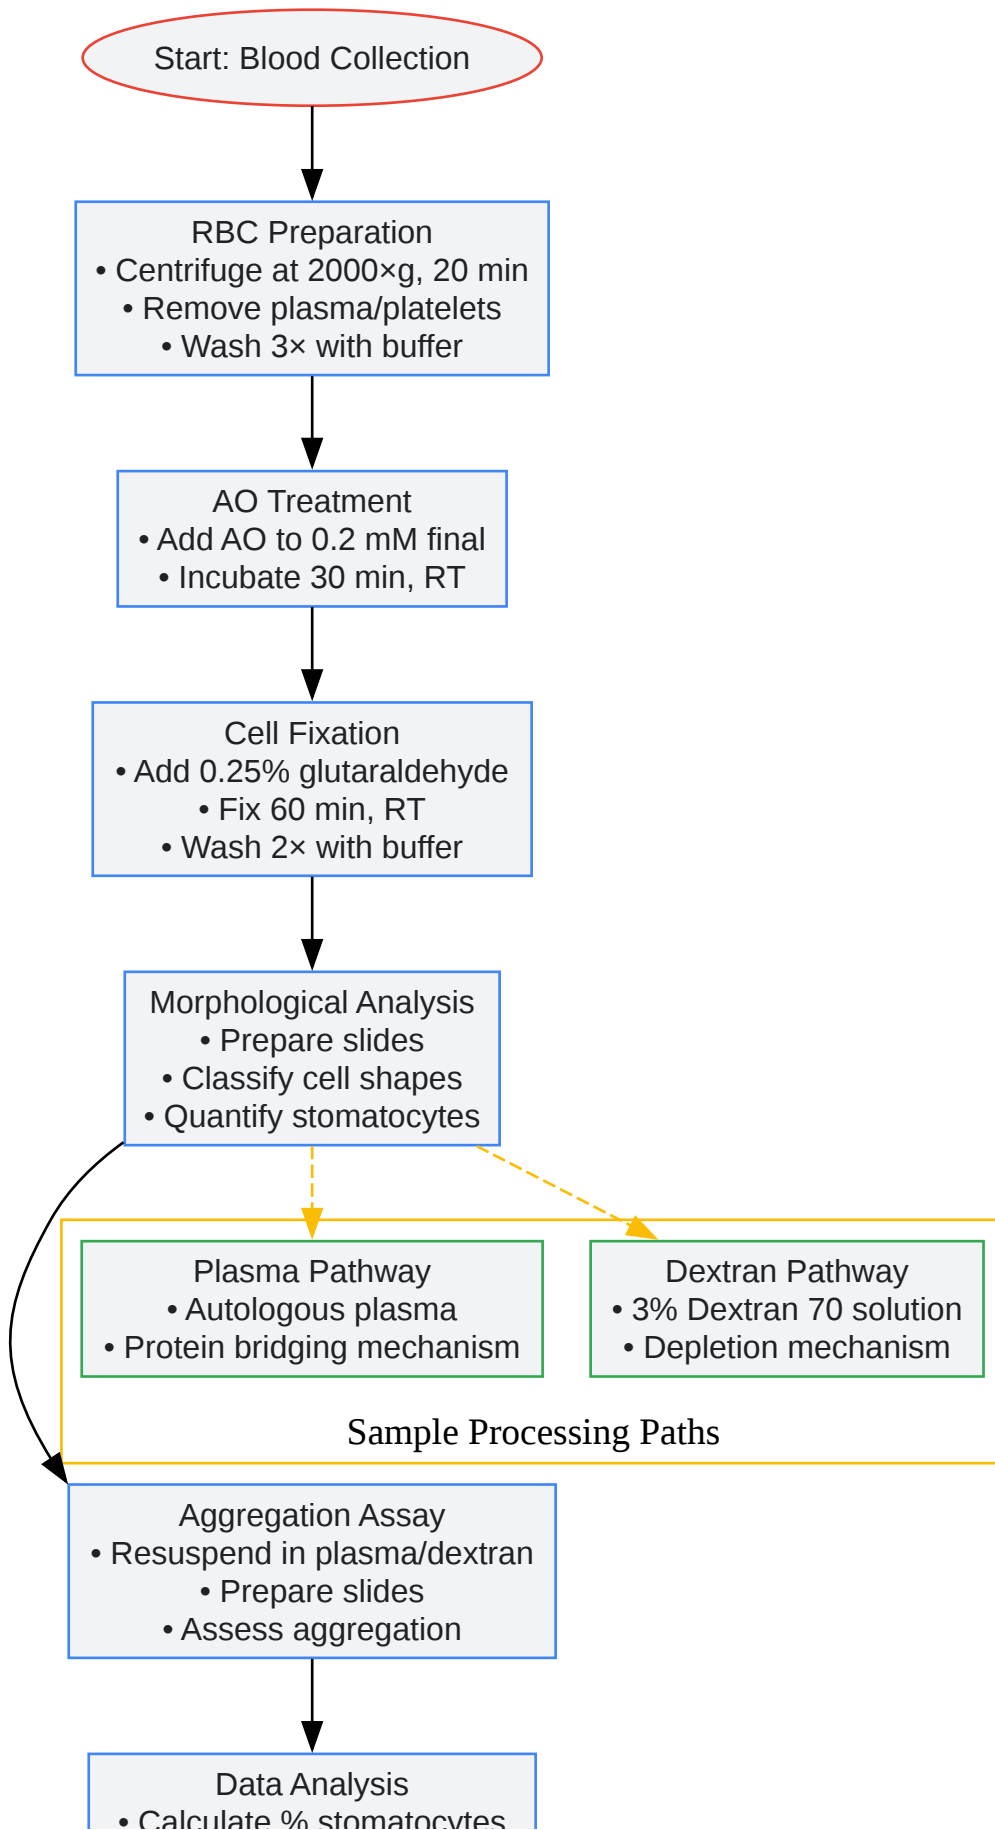 Start: Blood Collection
RBC Preparation
• Centrifuge at 2000×g, 20 min
• Remove plasma/platelets
• Wash 3× with buffer
AO Treatment
• Add AO to 0.2 mM final
• Incubate 30 min, RT
Cell Fixation
• Add 0.25% glutaraldehyde
• Fix 60 min, RT
• Wash 2× with buffer
Morphological Analysis
• Prepare slides
• Classify cell shapes
• Quantify stomatocytes
Plasma Pathway
• Autologous plasma
• Protein bridging mechanism
Dextran Pathway
• 3% Dextran 70 solution
• Depletion mechanism
Sample Processing Paths
Aggregation Assay
• Resuspend in plasma/dextran
• Prepare slides
• Assess aggregation
Data Analysis
• Calculate % stomatocytes